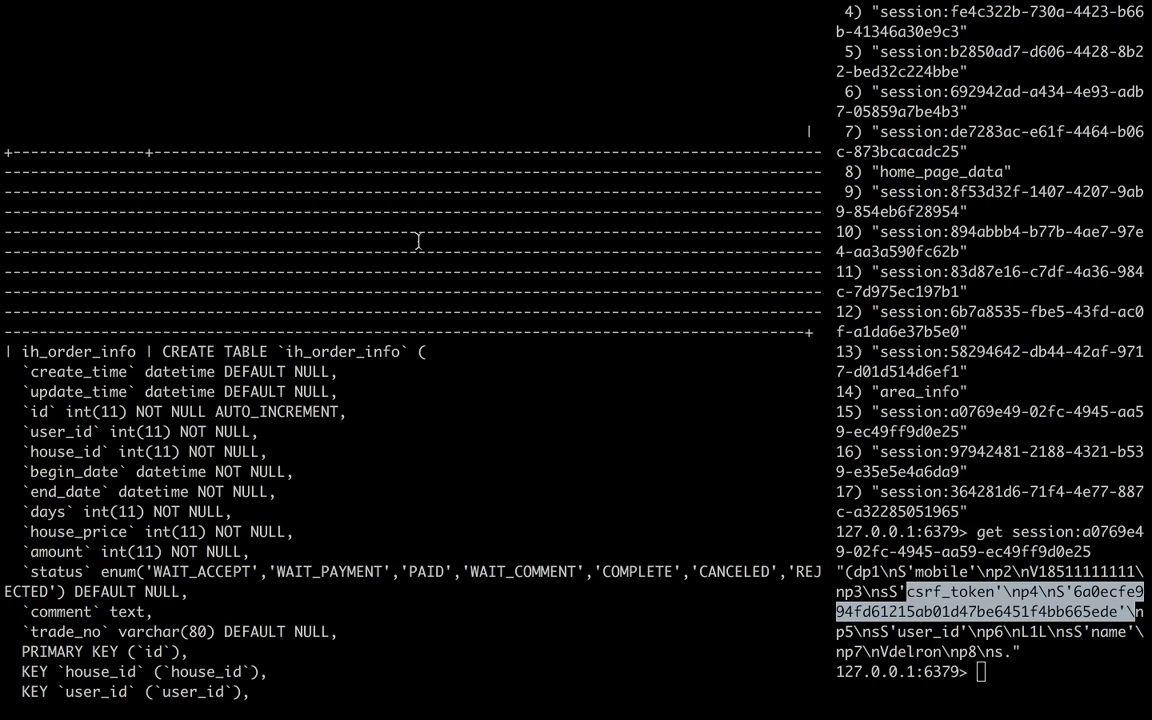 |
+---------------+----------------------------------------------------------------------------
---------------------------------------------------------------------------------------------
---------------------------------------------------------------------------------------------
---------------------------------------------------------------------------------------------
---------------------------------------------------------------------------------------------
---------------------------------------------------------------------------------------------
---------------------------------------------------------------------------------------------
---------------------------------------------------------------------------------------------
---------------------------------------------------------------------------------------------
-------------------------------------------------------------------------------------------+
| ih_order_info | CREATE TABLE `ih_order_info` (
`create_time` datetime DEFAULT NULL,
`update_time` datetime DEFAULT NULL,
`id` int(11) NOT NULL AUTO_INCREMENT,
`user_id` int(11) NOT NULL,
`house_id` int(11) NOT NULL,
`begin_date` datetime NOT NULL,
`end_date` datetime NOT NULL,
`days` int(11) NOT NULL,
`house_price` int(11) NOT NULL,
`amount` int(11) NOT NULL,
`status` enum('WAIT_ACCEPT','WAIT_PAYMENT','PAID','WAIT_COMMENT','COMPLETE','CANCELED','REJ
ECTED') DEFAULT NULL,
`comment` text,
`trade_no` varchar(80) DEFAULT NULL,
PRIMARY KEY (`id`),
KEY `house_id` (`house_id`),
KEY `user_id` (`user_id`),
4) "session:fe4c322b-730a-4423-b66
b-41346a30e9c3"
5) "session:b2850ad7-d606-4428-8b2
2-bed32c224bbe"
6) "session:692942ad-a434-4e93-adb
7-05859a7be4b3"
7) "session:de7283ac-e61f-4464-b06
c-873bcacadc25"
8) "home_page_data"
9) "session:8f53d32f-1407-4207-9ab
9-854eb6f28954"
10) "session:894abbb4-b77b-4ae7-97e
4-aa3a590fc62b"
11) "session:83d87e16-c7df-4a36-984
c-7d975ec197b1"
12) "session:6b7a8535-fbe5-43fd-ac0
f-a1da6e37b5e0"
13) "session:58294642-db44-42af-971
7-d01d514d6ef1"
14) "area_info"
15) "session:a0769e49-02fc-4945-aa5
9-ec49ff9d0e25"
16) "session:97942481-2188-4321-b53
9-e35e5e4a6da9"
17) "session:364281d6-71f4-4e77-887
c-a32285051965"
127.0.0.1:6379> get session:a0769e4
9-02fc-4945-aa59-ec49ff9d0e25
"(dp1\nS'mobile'\np2\nV18511111111\
np3\nsS'csrf_token'\np4\nS'6a0ecfe9
94fd61215ab01d47be6451f4bb665ede'\n
p5\nsS'user_id'\np6\nL1L\nsS'name'\
np7\nVdelron\np8\ns."
127.0.0.1:6379>